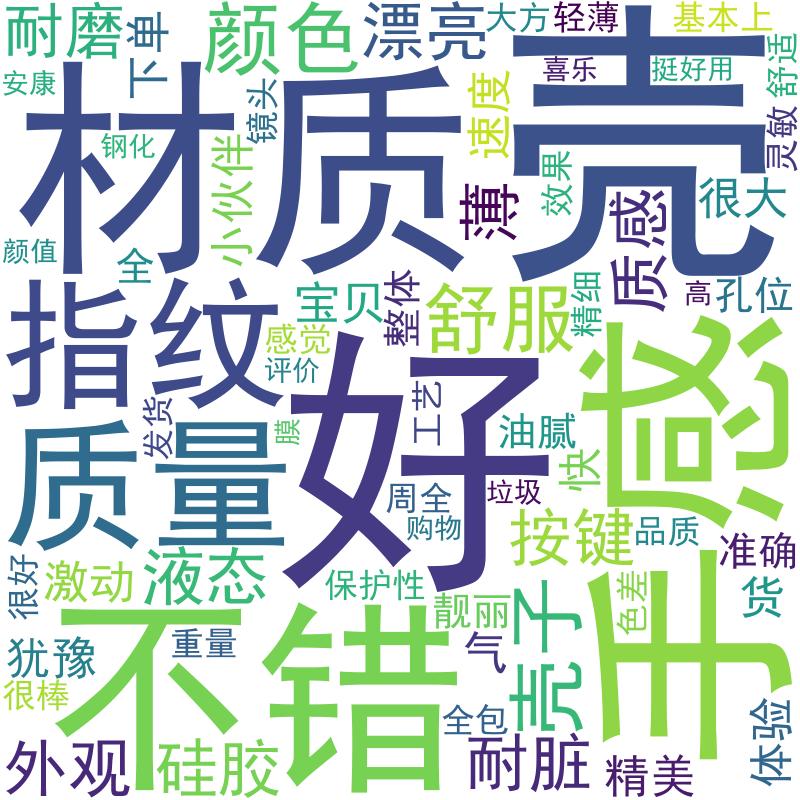 耐磨
下单
颜色
漂亮
大方
轻薄
基本上
安康
材质
壳
喜乐
挺好用
舒适
钢化
小伙伴
镜头
速度
灵敏
颜值
全
薄
效果
质感
很大
指纹
宝贝
整体
舒服
精细
高
孔位
感觉
评价
好
手感
发货
膜
工艺
油腻
快
质量
周全
购物
垃圾
按键
品质
准确
很好
激动
液态
保护性
靓丽
壳子
色差
货
犹豫
不错
重量
气
很棒
全包
体验
外观
硅胶
耐脏
精美